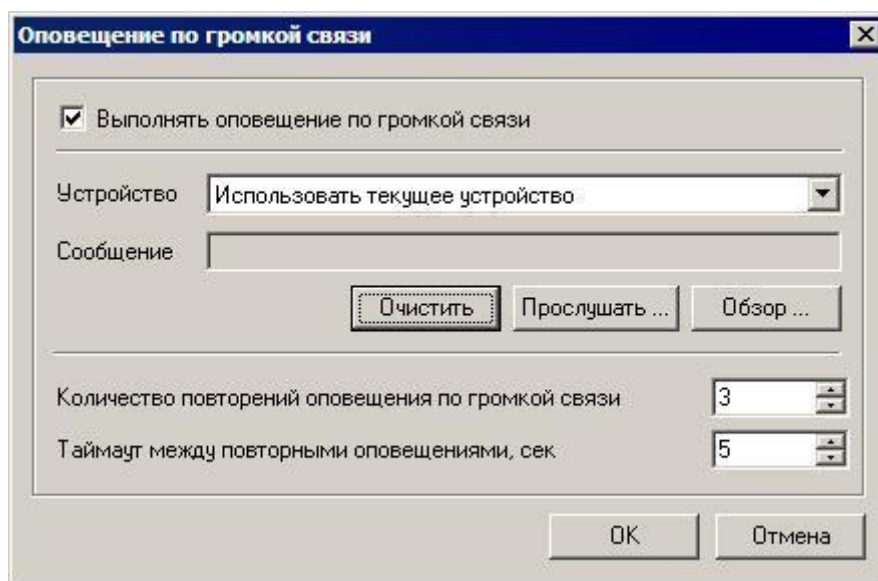 Оповещение по громкой связи
Выполнять оповещение по громкой связи
Устройство Использовать текущее устройство
Сообщение
Очистить Прослушать ... Обзор ...
Количество повторений оповещения по громкой связи 3
Таймаут между повторными оповещениями, сек 5
OK Отмена